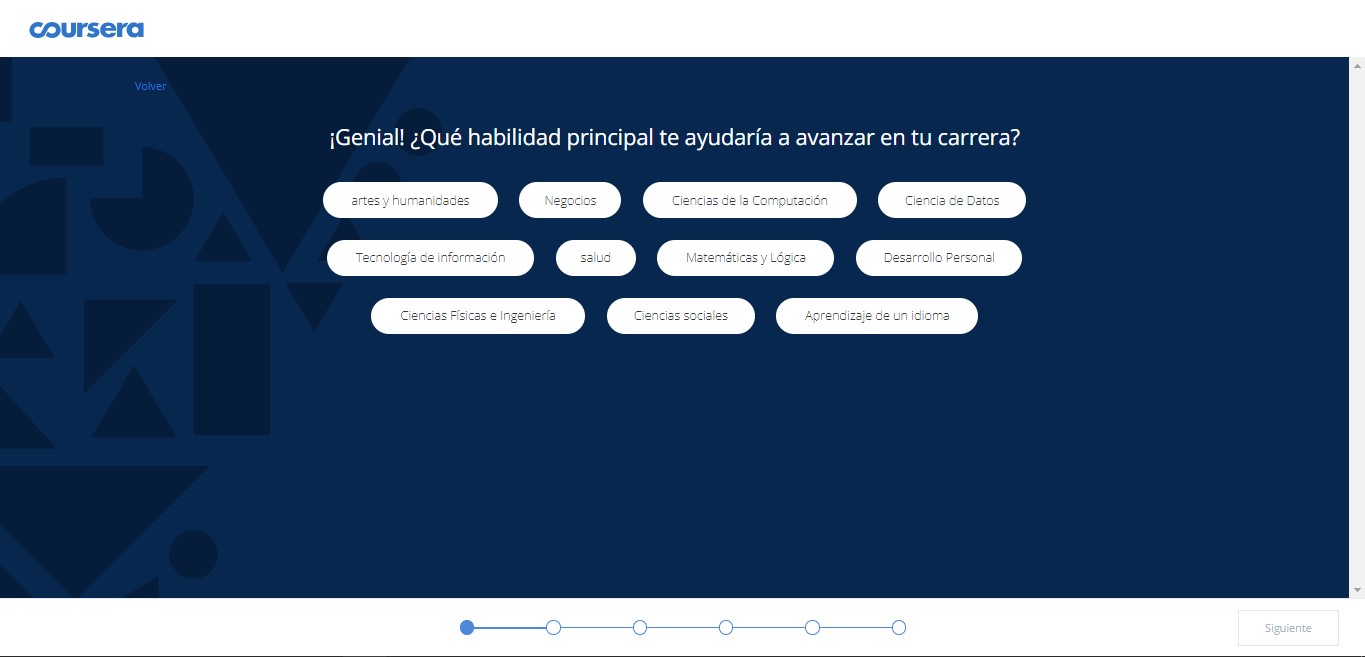 coursera
Volver
¡Genial! ¿Qué habilidad principal te ayudaría a avanzar en tu carrera?
artes y humanidades Negocios Ciencias de la Computación Ciencia de Datos
Tecnología de información salud Matemáticas y Lógica Desarrollo Personal
Ciencias Físicas e Ingeniería Ciencias sociales Aprendizaje de un idioma
Siguiente